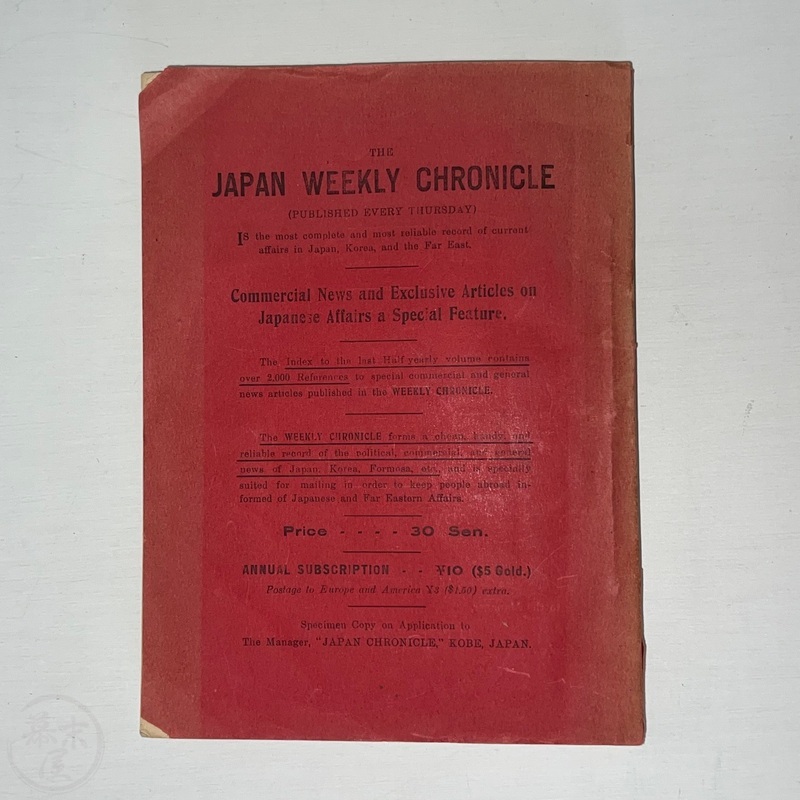 THE
JAPAN WEEKLY CHRONICLE
(PUBLISHED EVERY THURSDAY)
Is the most complete and most reliable record of current
affairs in Japan, Korea, and the Far East.
Commercial News and Exclusive Articles on
Japanese Affairs a Special Feature.
The Index to the last Half-yearly volume contains
over 2,000 References to special commercial and general
news articles published in the WEEKLY CHRONICLE.
The WEEKLY CHRONICLE forms a cheap, handy, and
reliable record of the political, commercial, and general
news of Japan, Korea, Formosa, etc., and is specially
suited for mailing in order to keep people abroad in-
formed of Japanese and Far Eastern Affairs.
Price - - - - 30 Sen.
ANNUAL SUBSCRIPTION - - ¥10 ($5 Gold.)
Postage to Europe and America ¥3 ($1.50) extra.
Specimen Copy on Application to
The Manager, "JAPAN CHRONICLE," KOBE, JAPAN.
幕末屋